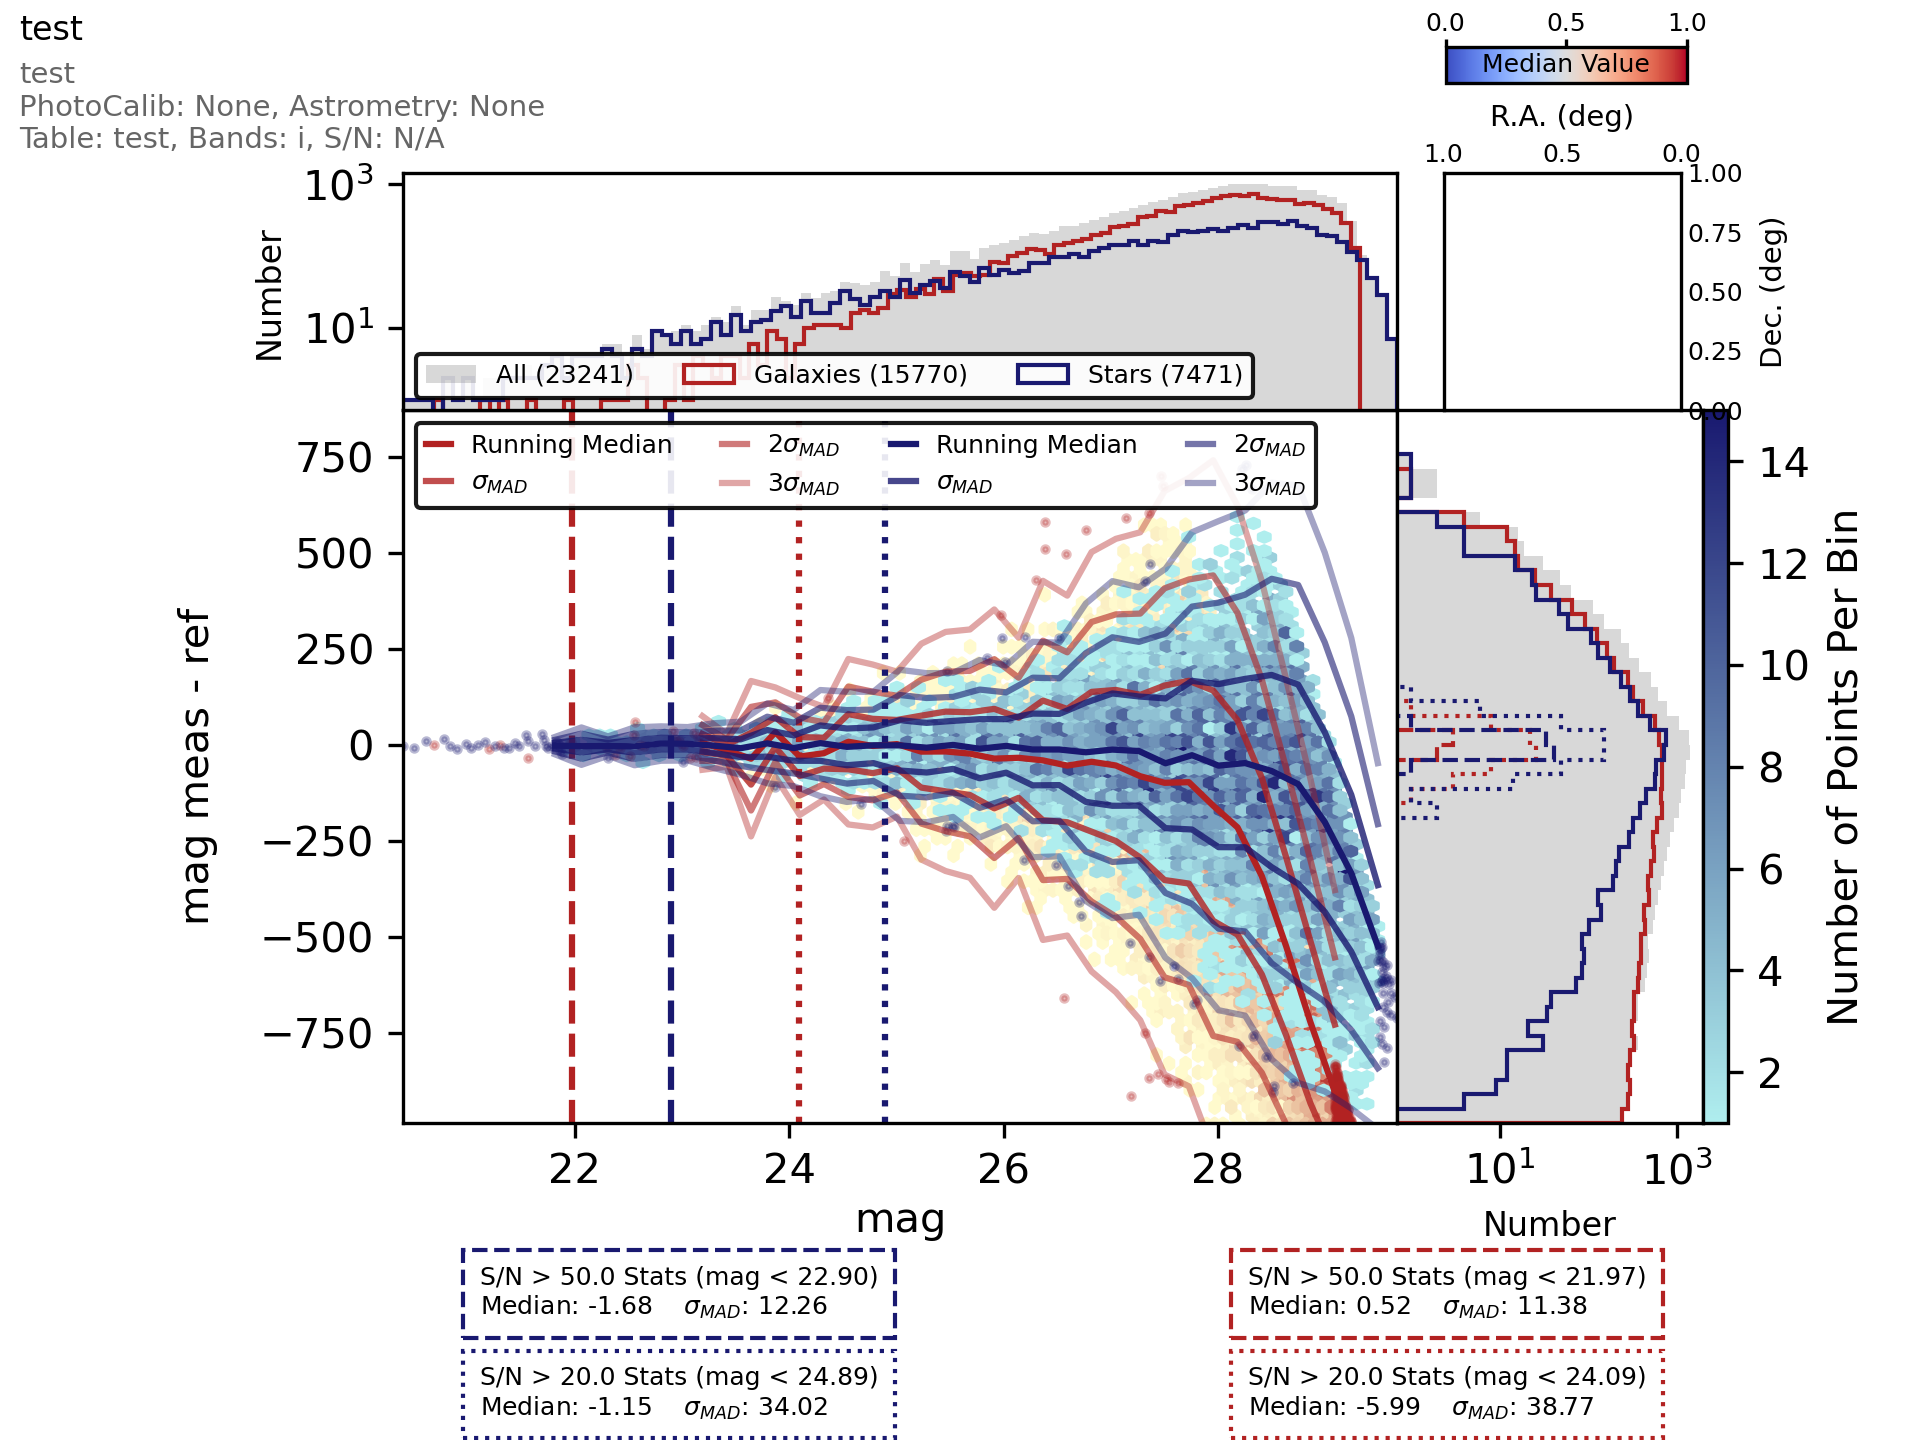 test
test
PhotoCalib: None, Astrometry: None
Table: test, Bands: i, S/N: N/A
0.0 0.5 1.0
Median Value
R.A. (deg)
1.0 0.5 0.0
1.00
0.75
0.50
0.25
0.00
Dec. (deg)
10³
10¹
Number
All (23241) Galaxies (15770) Stars (7471)
Running Median 2σMAD Running Median 2σMAD
σMAD 3σMAD σMAD 3σMAD
750
500
250
0
−250
−500
−750
mag meas - ref
22 24 26 28
mag
10¹ 10³
Number
14
12
10
8
6
4
2
Number of Points Per Bin
S/N > 50.0 Stats (mag < 22.90)
Median: -1.68 σMAD: 12.26
S/N > 20.0 Stats (mag < 24.89)
Median: -1.15 σMAD: 34.02
S/N > 50.0 Stats (mag < 21.97)
Median: 0.52 σMAD: 11.38
S/N > 20.0 Stats (mag < 24.09)
Median: -5.99 σMAD: 38.77